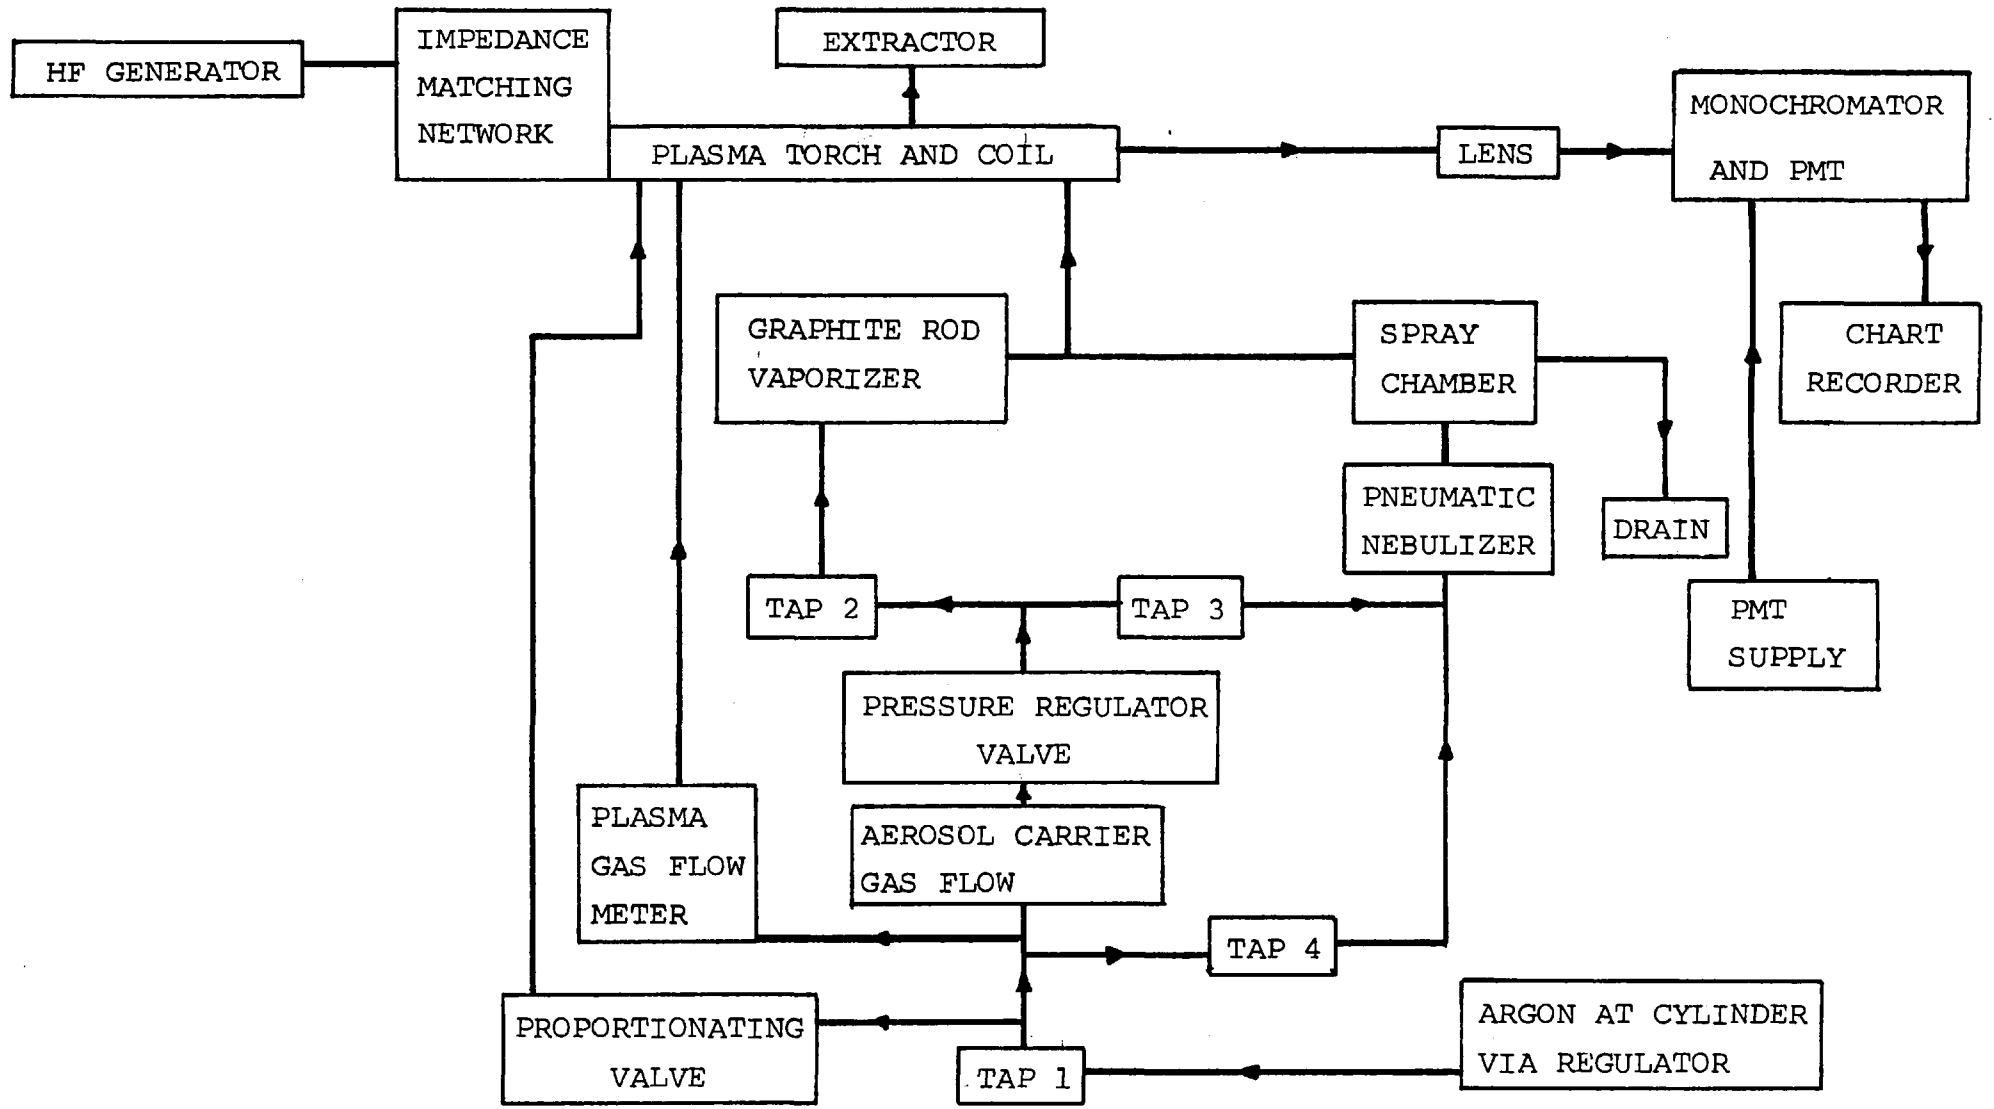 HF GENERATOR
IMPEDANCE
MATCHING
NETWORK
EXTRACTOR
PLASMA TORCH AND COIL
LENS
MONOCHROMATOR
AND PMT
GRAPHITE ROD
VAPORIZER
SPRAY
CHAMBER
CHART
RECORDER
PNEUMATIC
NEBULIZER
DRAIN
TAP 2
TAP 3
PMT
SUPPLY
PRESSURE REGULATOR
VALVE
PLASMA
GAS FLOW
METER
AEROSOL CARRIER
GAS FLOW
TAP 4
PROPORTIONATING
VALVE
TAP 1
ARGON AT CYLINDER
VIA REGULATOR